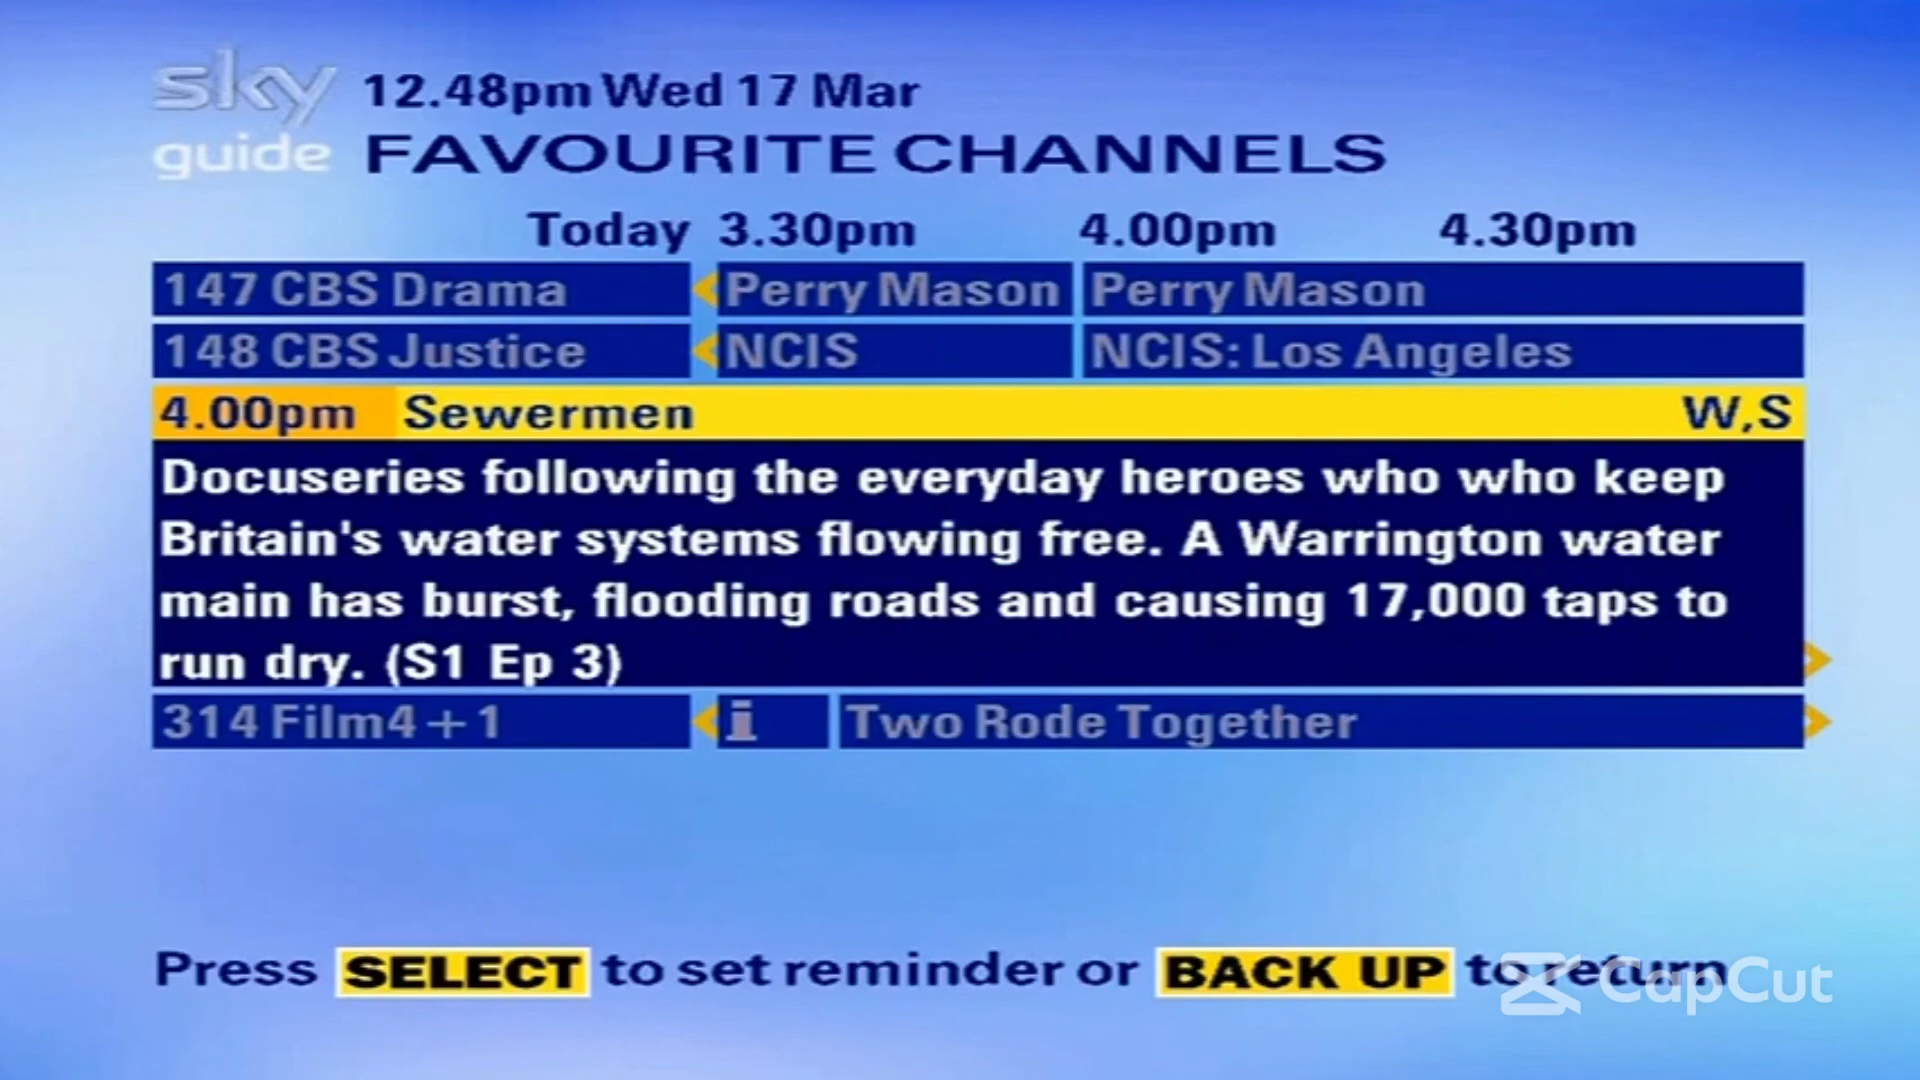 sky guide
12.48pm Wed 17 Mar
FAVOURITE CHANNELS
Today 3.30pm 4.00pm 4.30pm
147 CBS Drama Perry Mason Perry Mason
148 CBS Justice NCIS NCIS: Los Angeles
4.00pm Sewermen W,S
Docuseries following the everyday heroes who who keep
Britain's water systems flowing free. A Warrington water
main has burst, flooding roads and causing 17,000 taps to
run dry. (S1 Ep 3)
314 Film4+1 i Two Rode Together
Press SELECT to set reminder or BACK UP to return
CapCut